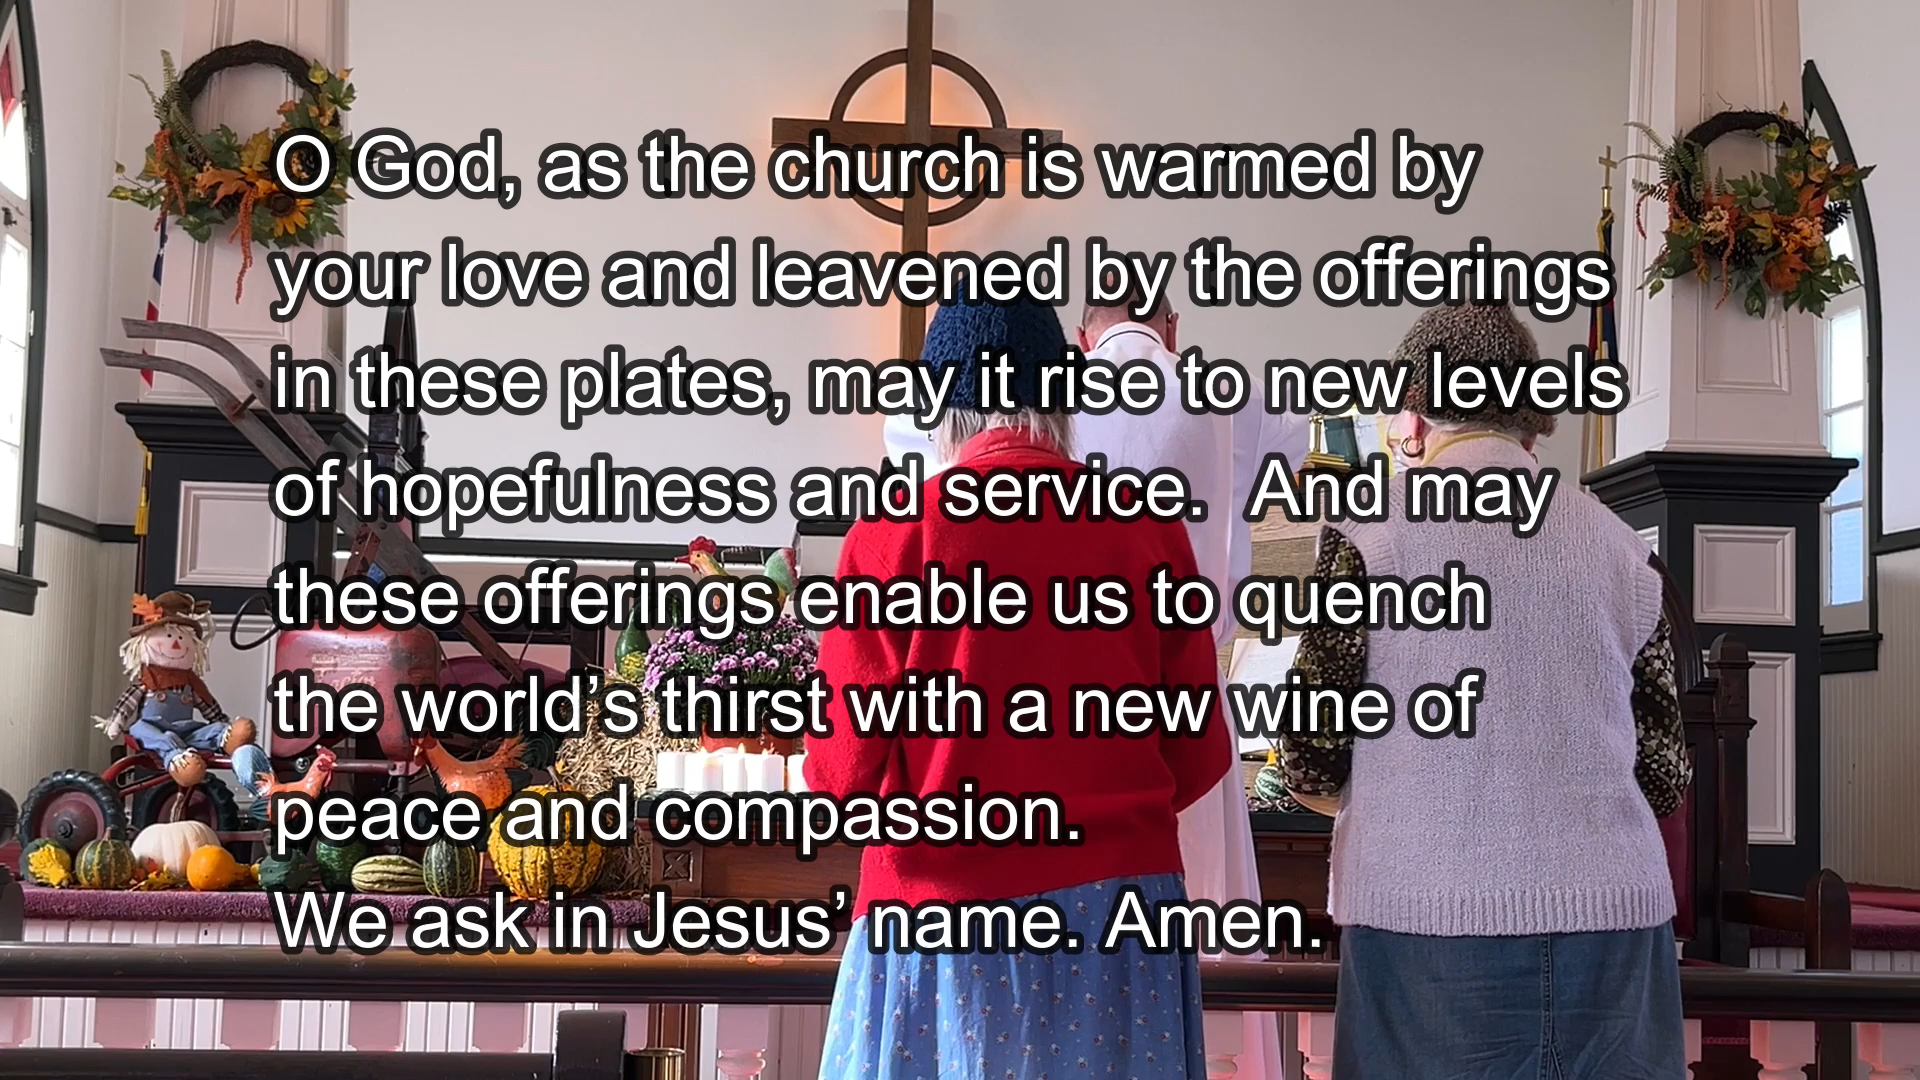 O God, as the church is warmed by
your love and leavened by the offerings
in these plates, may it rise to new levels
of hopefulness and service.  And may
these offerings enable us to quench
the world’s thirst with a new wine of
peace and compassion.
We ask in Jesus’ name. Amen.